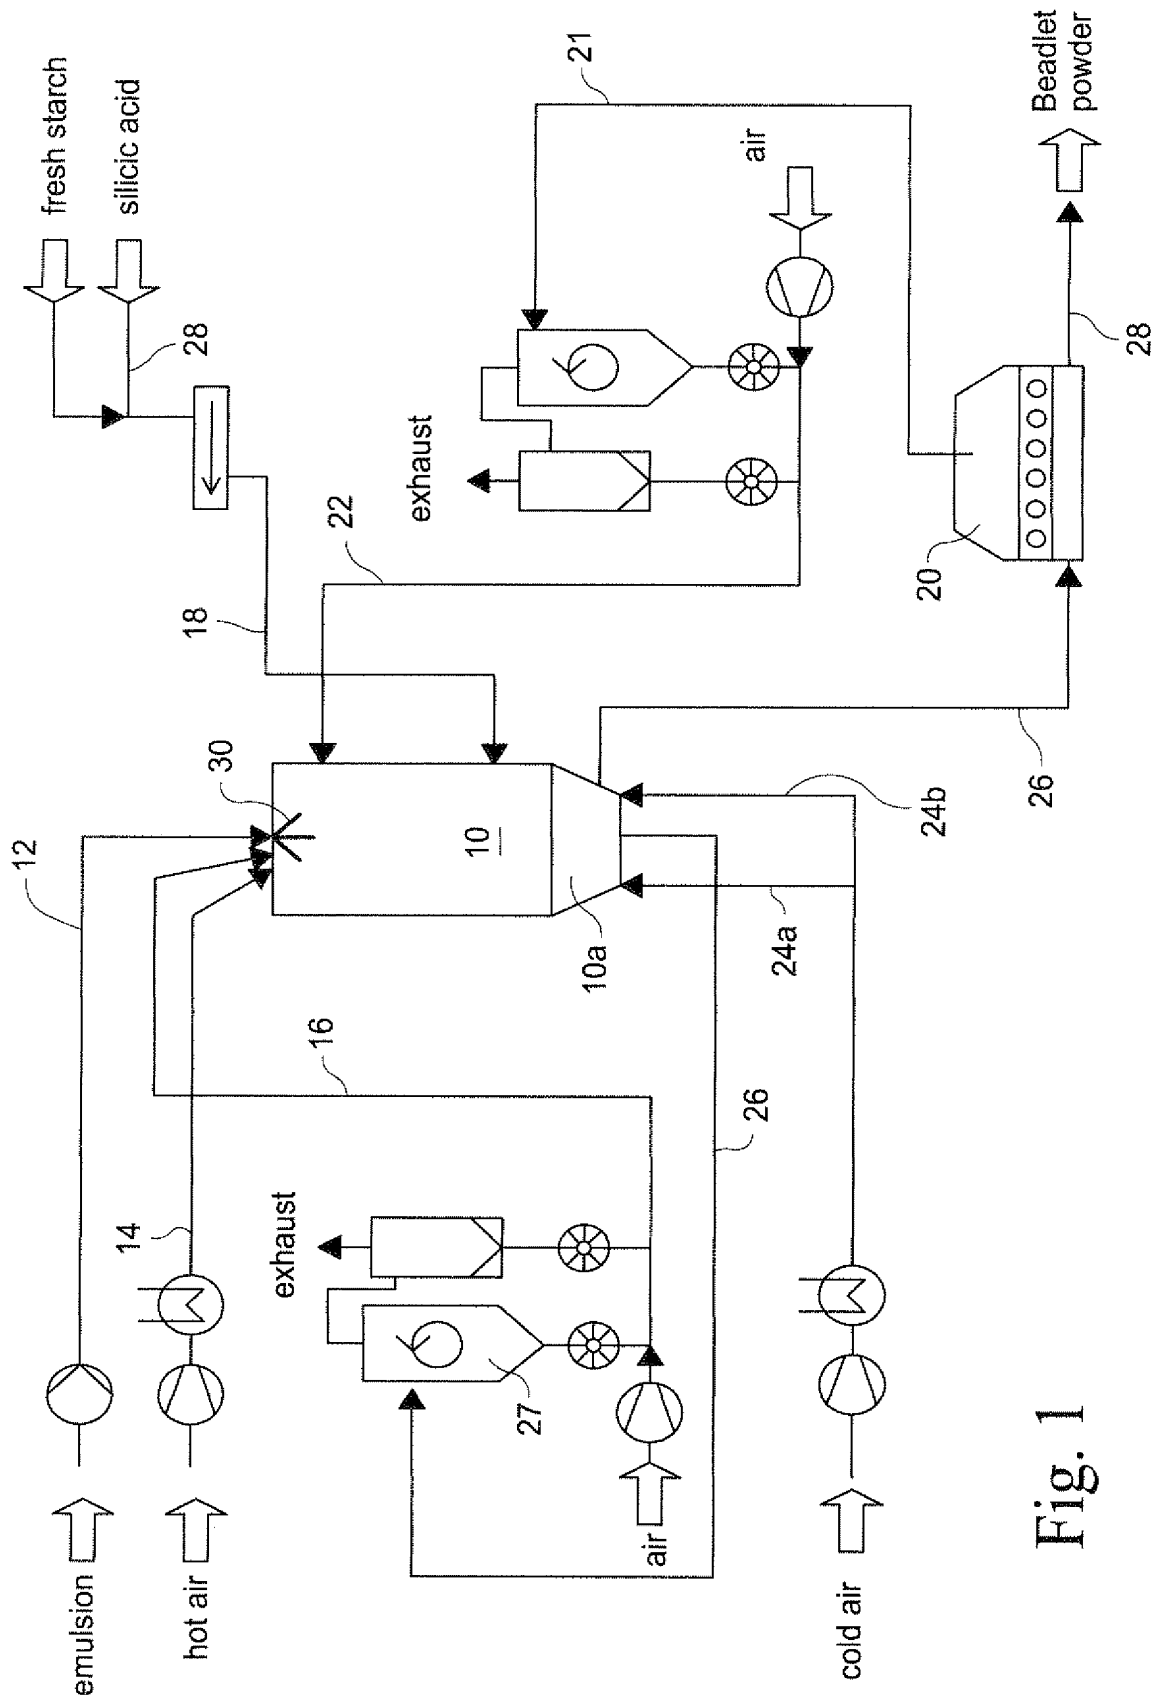 fresh starch
silicic acid
28
18
12
30
14
16
22
exhaust
21
air
10
10a
exhaust
27
air
24a
24b
26
26
20
28
Beadlet
powder
emulsion
hot air
cold air
Fig. 1